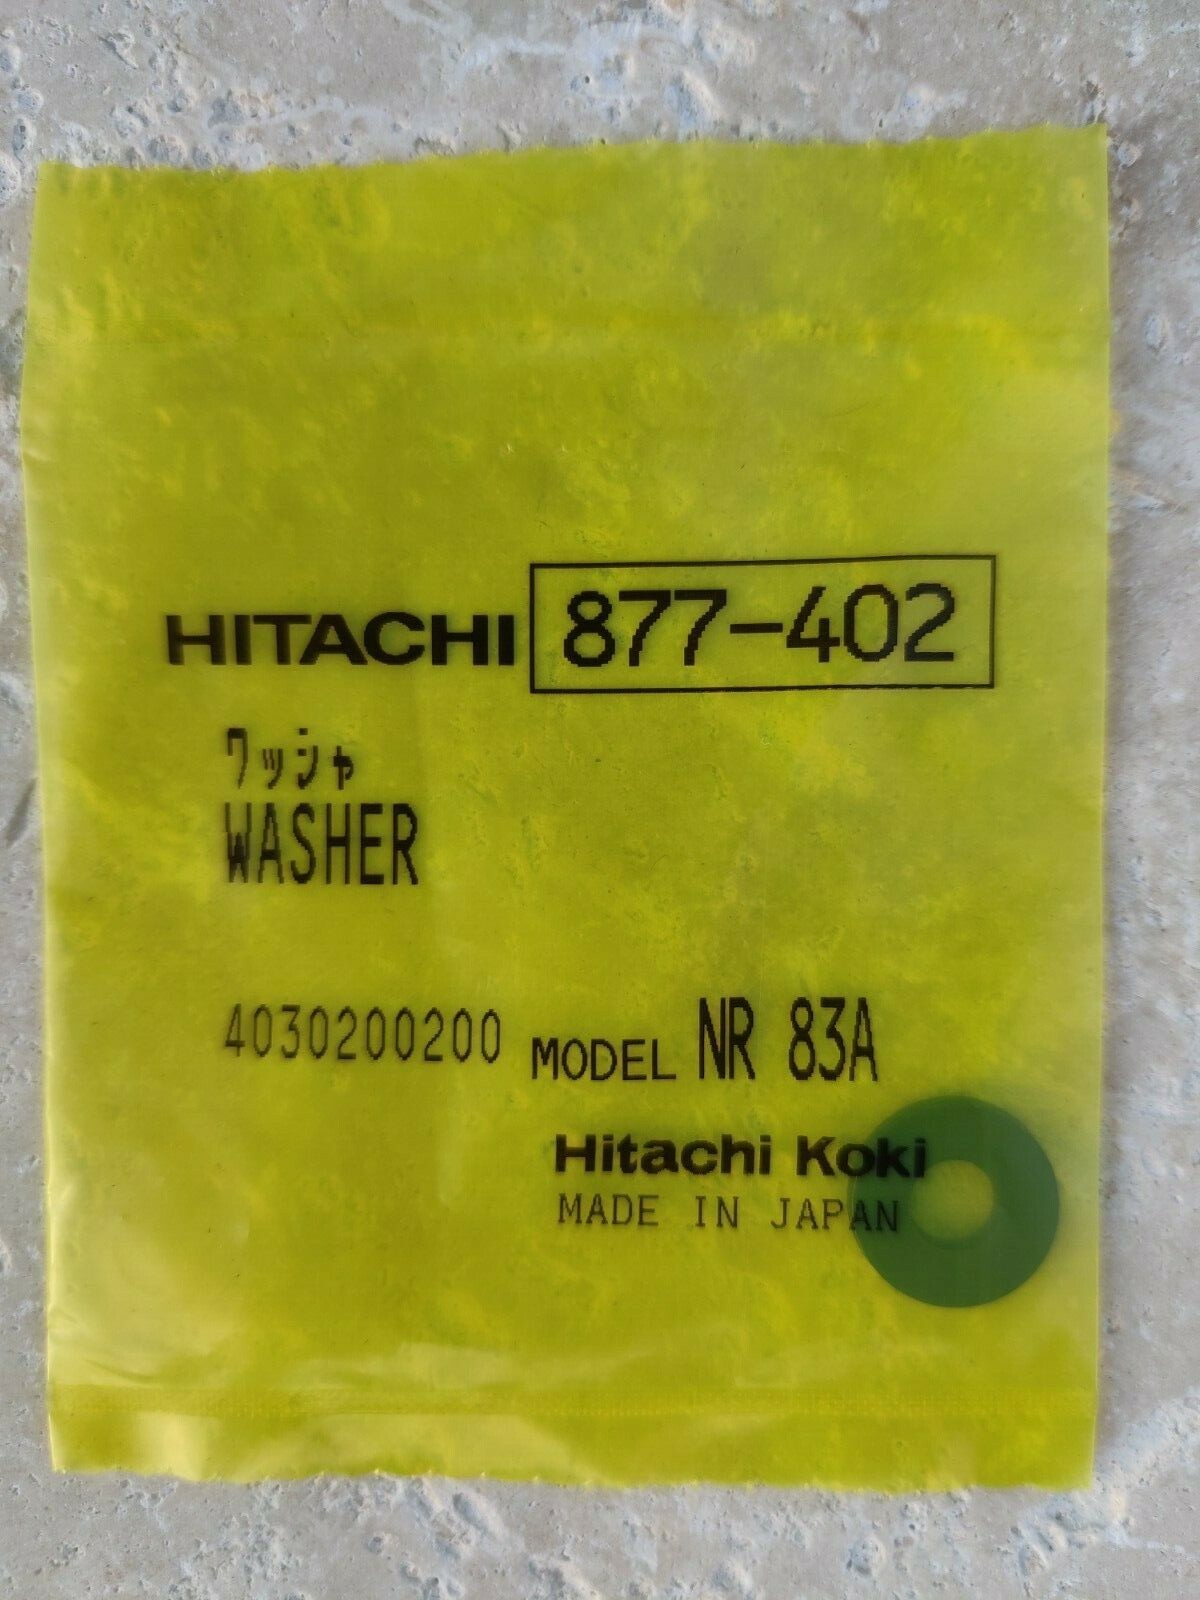 HITACHI 877-402
ワッシャ
WASHER
4030200200 MODEL NR 83A
Hitachi Koki
MADE IN JAPAN